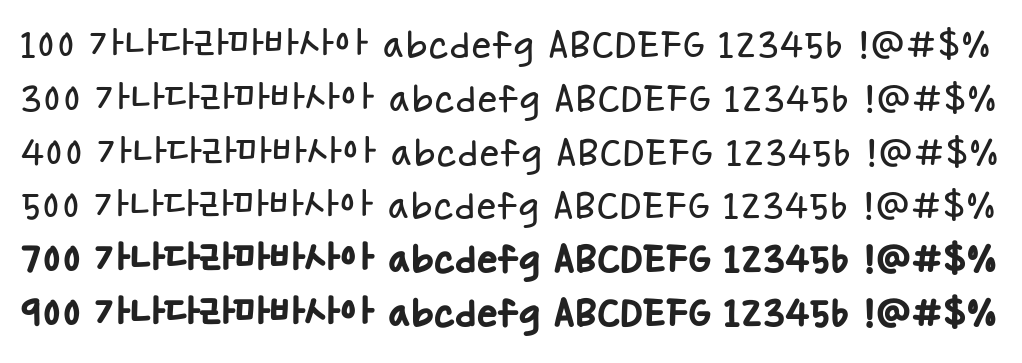 100 가나다라마바사아 abcdefg ABCDEFG 123456 !@#$%
300 가나다라마바사아 abcdefg ABCDEFG 123456 !@#$%
400 가나다라마바사아 abcdefg ABCDEFG 123456 !@#$%
500 가나다라마바사아 abcdefg ABCDEFG 123456 !@#$%
700 가나다라마바사아 abcdefg ABCDEFG 123456 !@#$%
900 가나다라마바사아 abcdefg ABCDEFG 123456 !@#$%